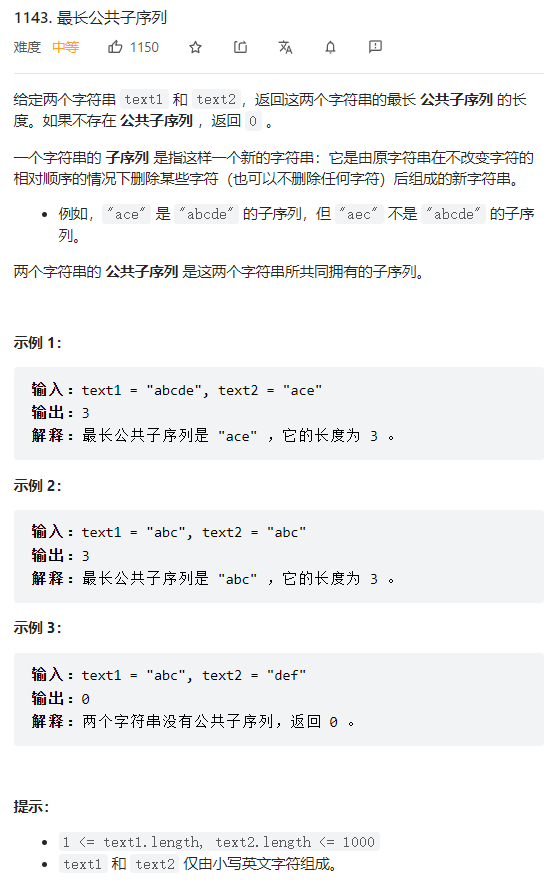 1143. 最长公共子序列
难度 中等 1150
给定两个字符串 text1 和 text2，返回这两个字符串的最长 公共子序列 的长
度。如果不存在 公共子序列 ，返回 0 。
一个字符串的 子序列 是指这样一个新的字符串：它是由原字符串在不改变字符的
相对顺序的情况下删除某些字符（也可以不删除任何字符）后组成的新字符串。
• 例如，"ace" 是 "abcde" 的子序列，但 "aec" 不是 "abcde" 的子序
列。
两个字符串的 公共子序列 是这两个字符串所共同拥有的子序列。
示例 1：
输入：text1 = "abcde", text2 = "ace"
输出：3
解释：最长公共子序列是 "ace" ，它的长度为 3 。
示例 2：
输入：text1 = "abc", text2 = "abc"
输出：3
解释：最长公共子序列是 "abc" ，它的长度为 3 。
示例 3：
输入：text1 = "abc", text2 = "def"
输出：0
解释：两个字符串没有公共子序列，返回 0 。
提示：
• 1 <= text1.length, text2.length <= 1000
• text1 和 text2 仅由小写英文字符组成。